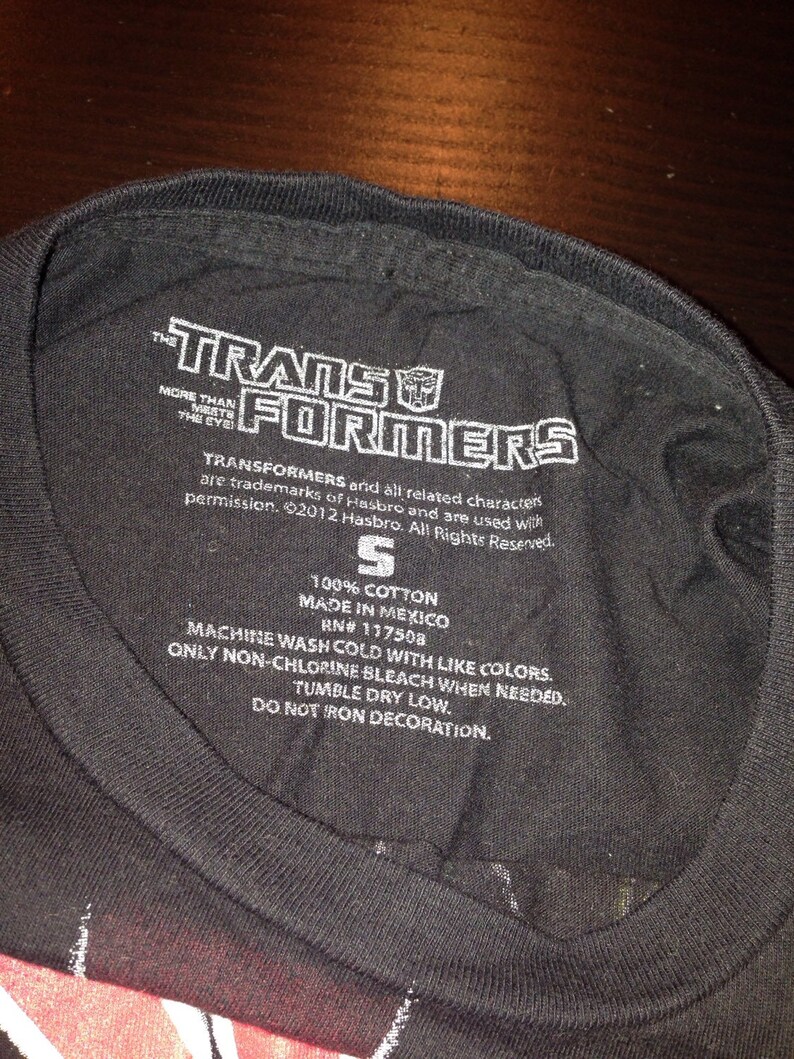 THE TRANS
MORE THAN
MEETS
THE EYE!
FORMERS
TRANSFORMERS and all related characters
are trademarks of Hasbro and are used with
permission. ©2012 Hasbro. All Rights Reserved.
S
100% COTTON
MADE IN MEXICO
RN# 117508
MACHINE WASH COLD WITH LIKE COLORS.
ONLY NON-CHLORINE BLEACH WHEN NEEDED.
TUMBLE DRY LOW.
DO NOT IRON DECORATION.